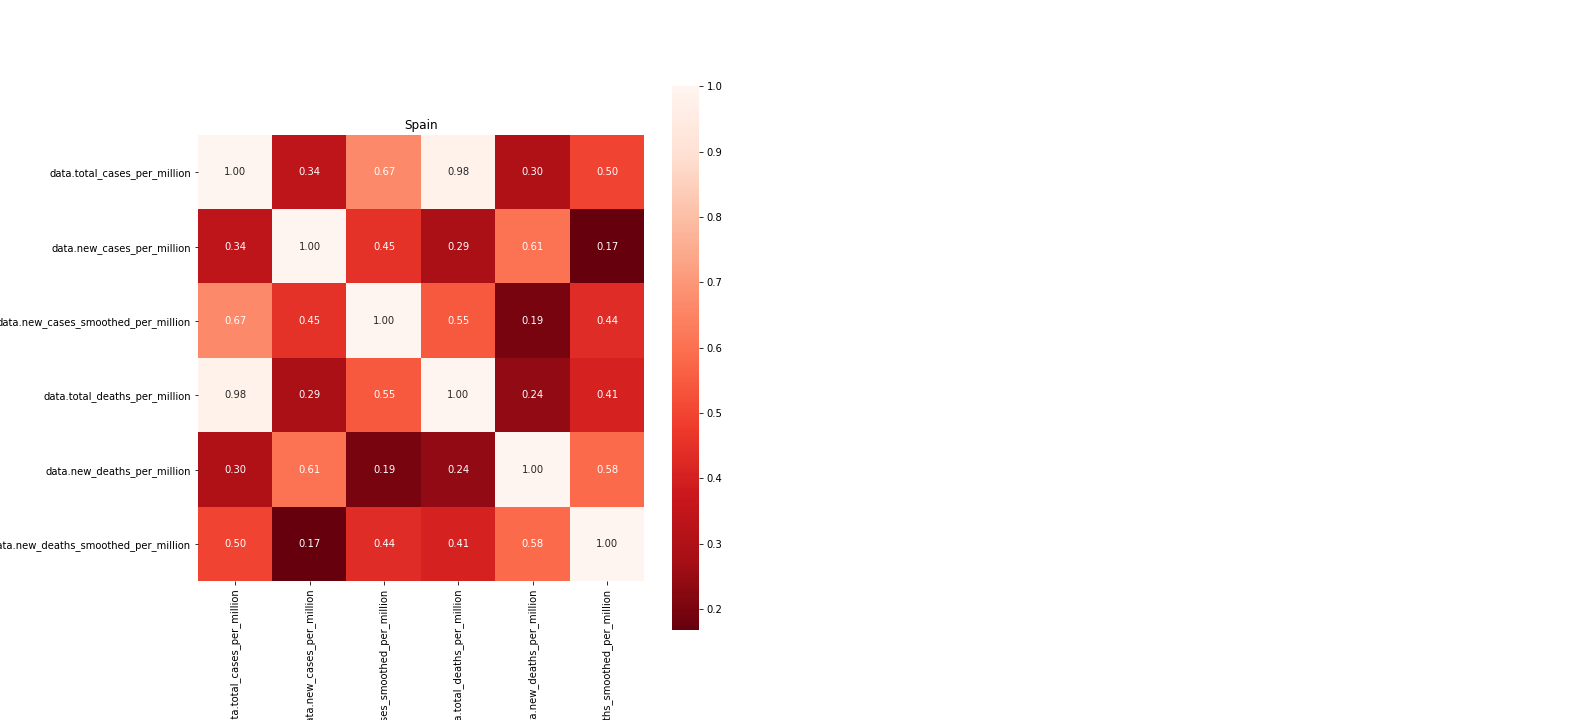 Spain
1.0
0.9
0.8
0.7
0.6
0.5
0.4
0.3
0.2
data.total_cases_per_million 1.00 0.34 0.67 0.98 0.30 0.50
data.new_cases_per_million 0.34 1.00 0.45 0.29 0.61 0.17
data.new_cases_smoothed_per_million 0.67 0.45 1.00 0.55 0.19 0.44
data.total_deaths_per_million 0.98 0.29 0.55 1.00 0.24 0.41
data.new_deaths_per_million 0.30 0.61 0.19 0.24 1.00 0.58
ata.new_deaths_smoothed_per_million 0.50 0.17 0.44 0.41 0.58 1.00
ta.total_cases_per_million
ata.new_cases_per_million
ses_smoothed_per_million
a.total_deaths_per_million
a.new_deaths_per_million
ths_smoothed_per_million